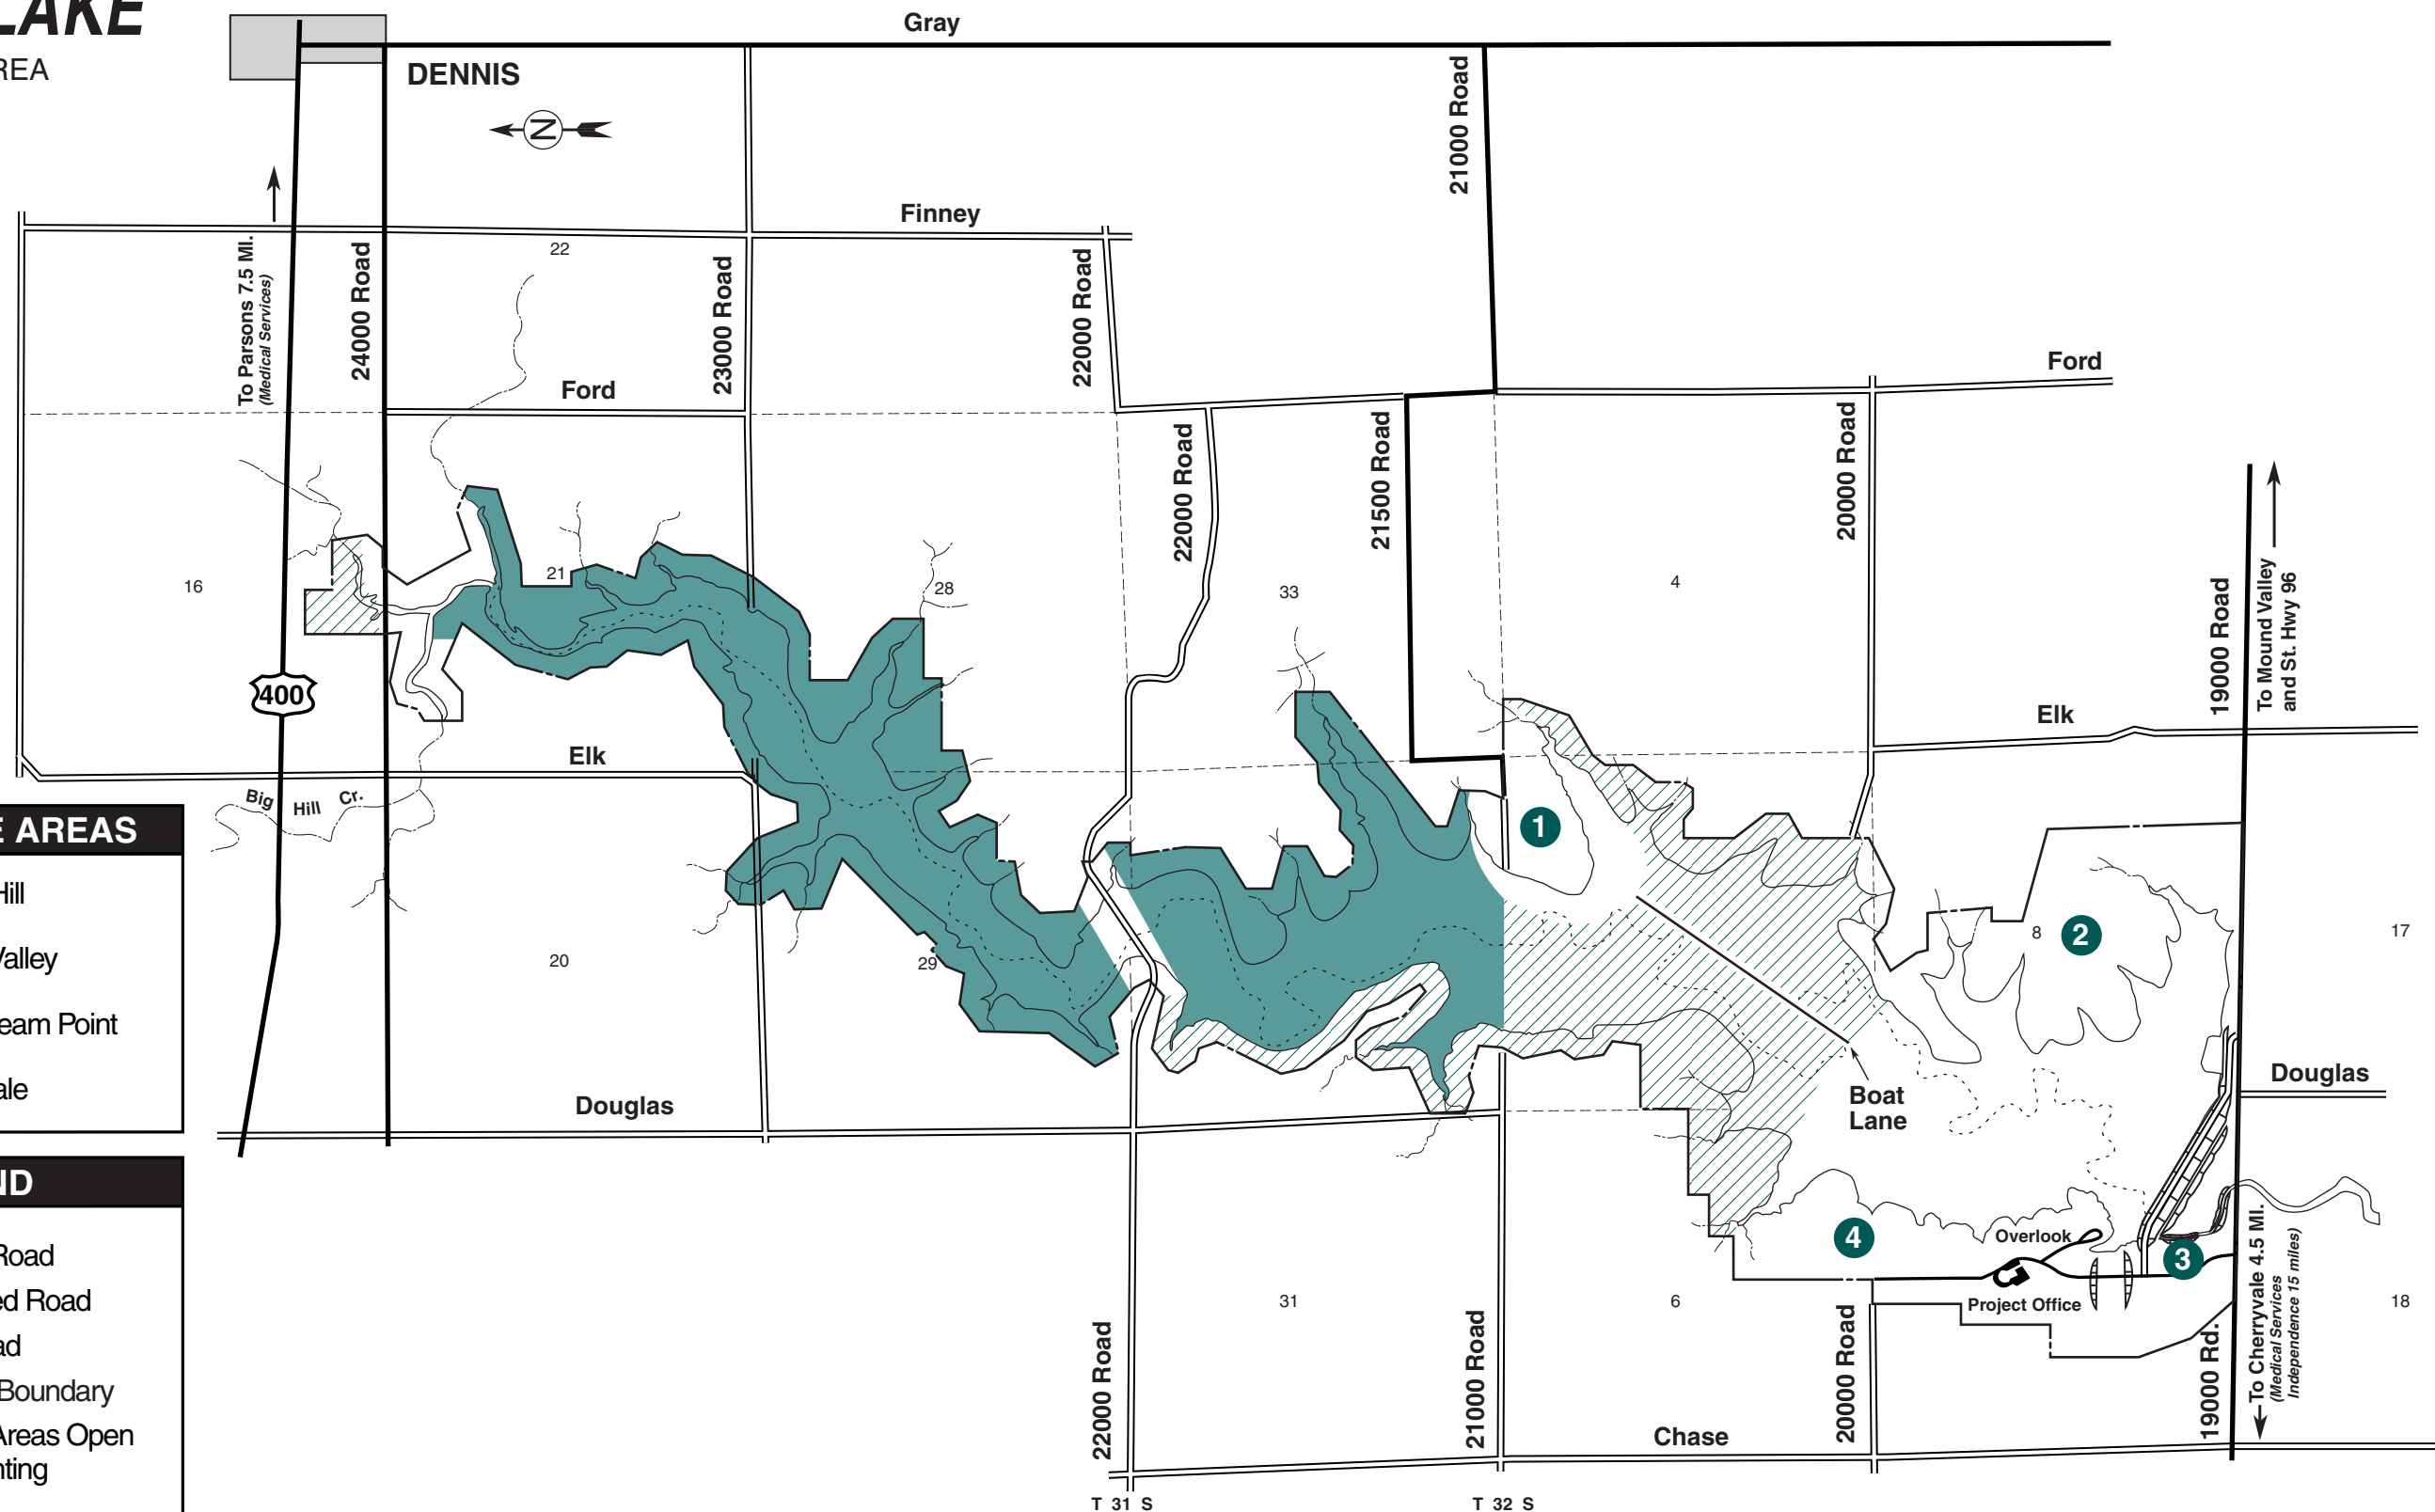 LAKE
REA
Gray
DENNIS
N
21000 Road
Finney
22
To Parsons 7.5 MI.
(Medical Services)
24000 Road
23000 Road
22000 Road
Ford
Ford
22000 Road
21500 Road
20000 Road
16
21
28
33
4
19000 Road
To Mound Valley
and St. Hwy 96
400
Elk
Elk
Big Hill Cr.
E AREAS
Hill
Valley
eam Point
ale
1
8
2
17
20
29
Boat
Lane
Douglas
Douglas
ND
Road
ed Road
ad
Boundary
Areas Open
nting
4
Overlook
3
Project Office
31
6
18
22000 Road
21000 Road
20000 Road
19000 Rd.
To Cherryvale 4.5 MI.
(Medical Services
Independence 15 miles)
Chase
T 31 S
T 32 S